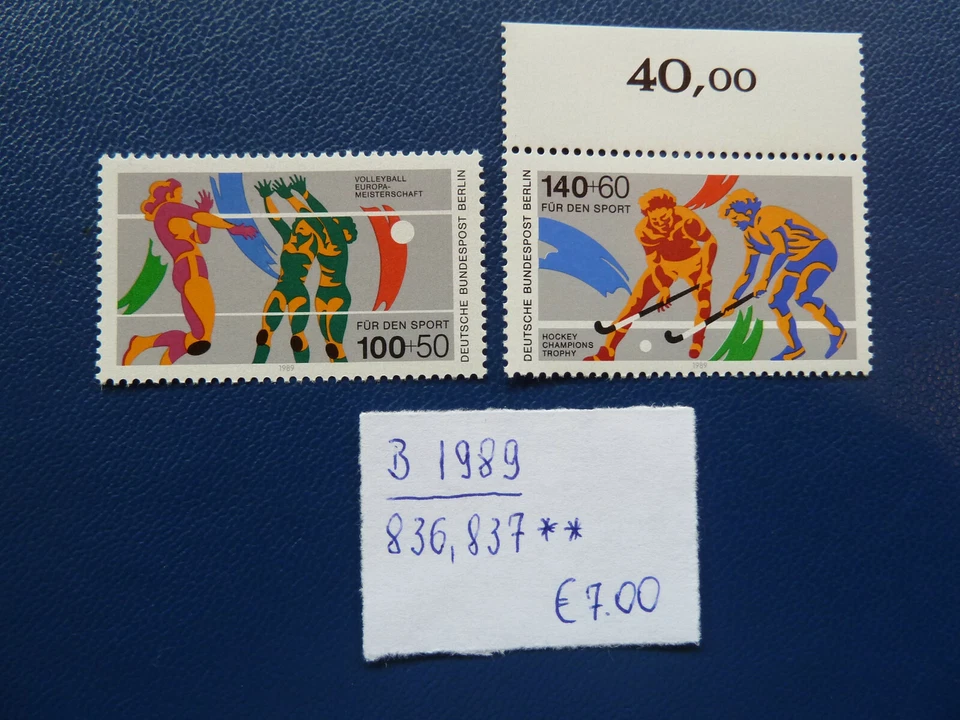 VOLLEYBALL
EUROPA-
MEISTERSCHAFT
DEUTSCHE BUNDESPOST BERLIN
FÜR DEN SPORT
100+50
1989
40,00
DEUTSCHE BUNDESPOST BERLIN
140+60
FÜR DEN SPORT
HOCKEY
CHAMPIONS
TROPHY
1989
B 1989
836,837**
€7.00